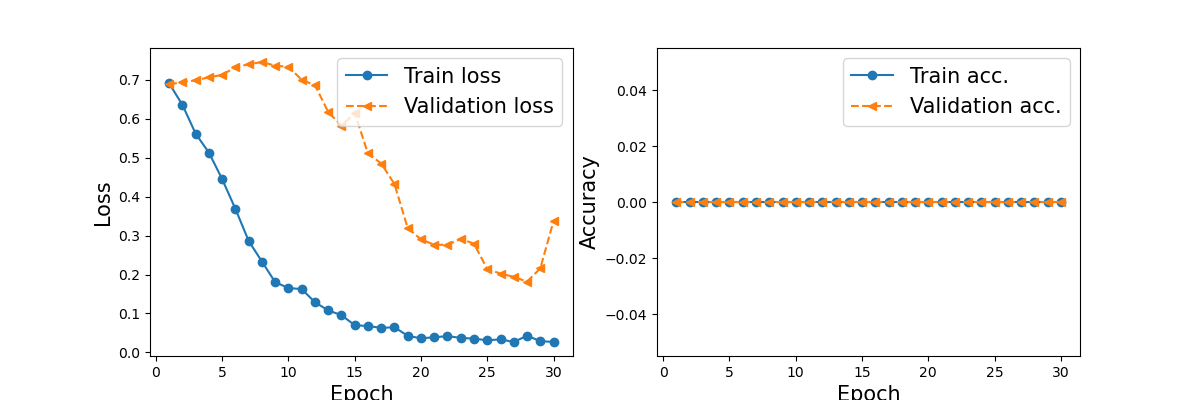 Train loss
Validation loss
0.7
0.6
0.5
0.4
0.3
0.2
0.1
0.0
Loss
0 5 10 15 20 25 30
Epoch
Train acc.
Validation acc.
0.04
0.02
0.00
−0.02
−0.04
Accuracy
0 5 10 15 20 25 30
Epoch